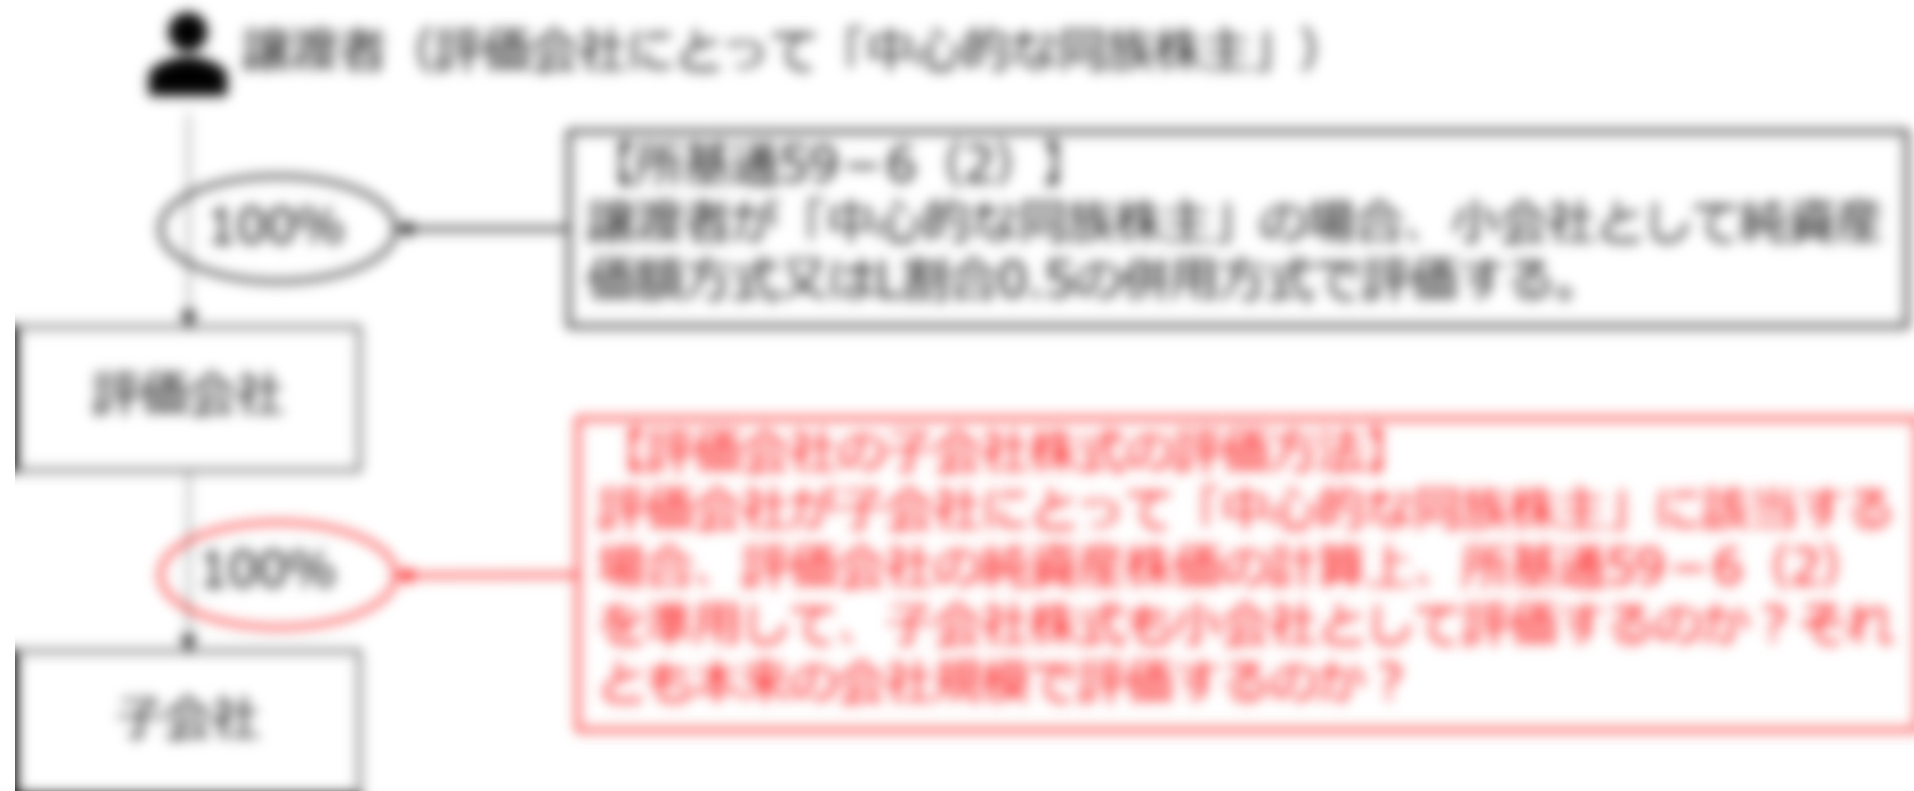 譲渡者（評価会社にとって「中心的な同族株主」）
100%
【所基通59－6（2）】
譲渡者が「中心的な同族株主」の場合、小会社として純資産
価額方式又はL割合0.5の併用方式で評価する。
評価会社
100%
【評価会社の子会社株式の評価方法】
評価会社が子会社にとって「中心的な同族株主」に該当する
場合、評価会社の純資産株価の計算上、所基通59－6（2）
を準用して、子会社株式も小会社として評価するのか？それ
とも本来の会社規模で評価するのか？
子会社